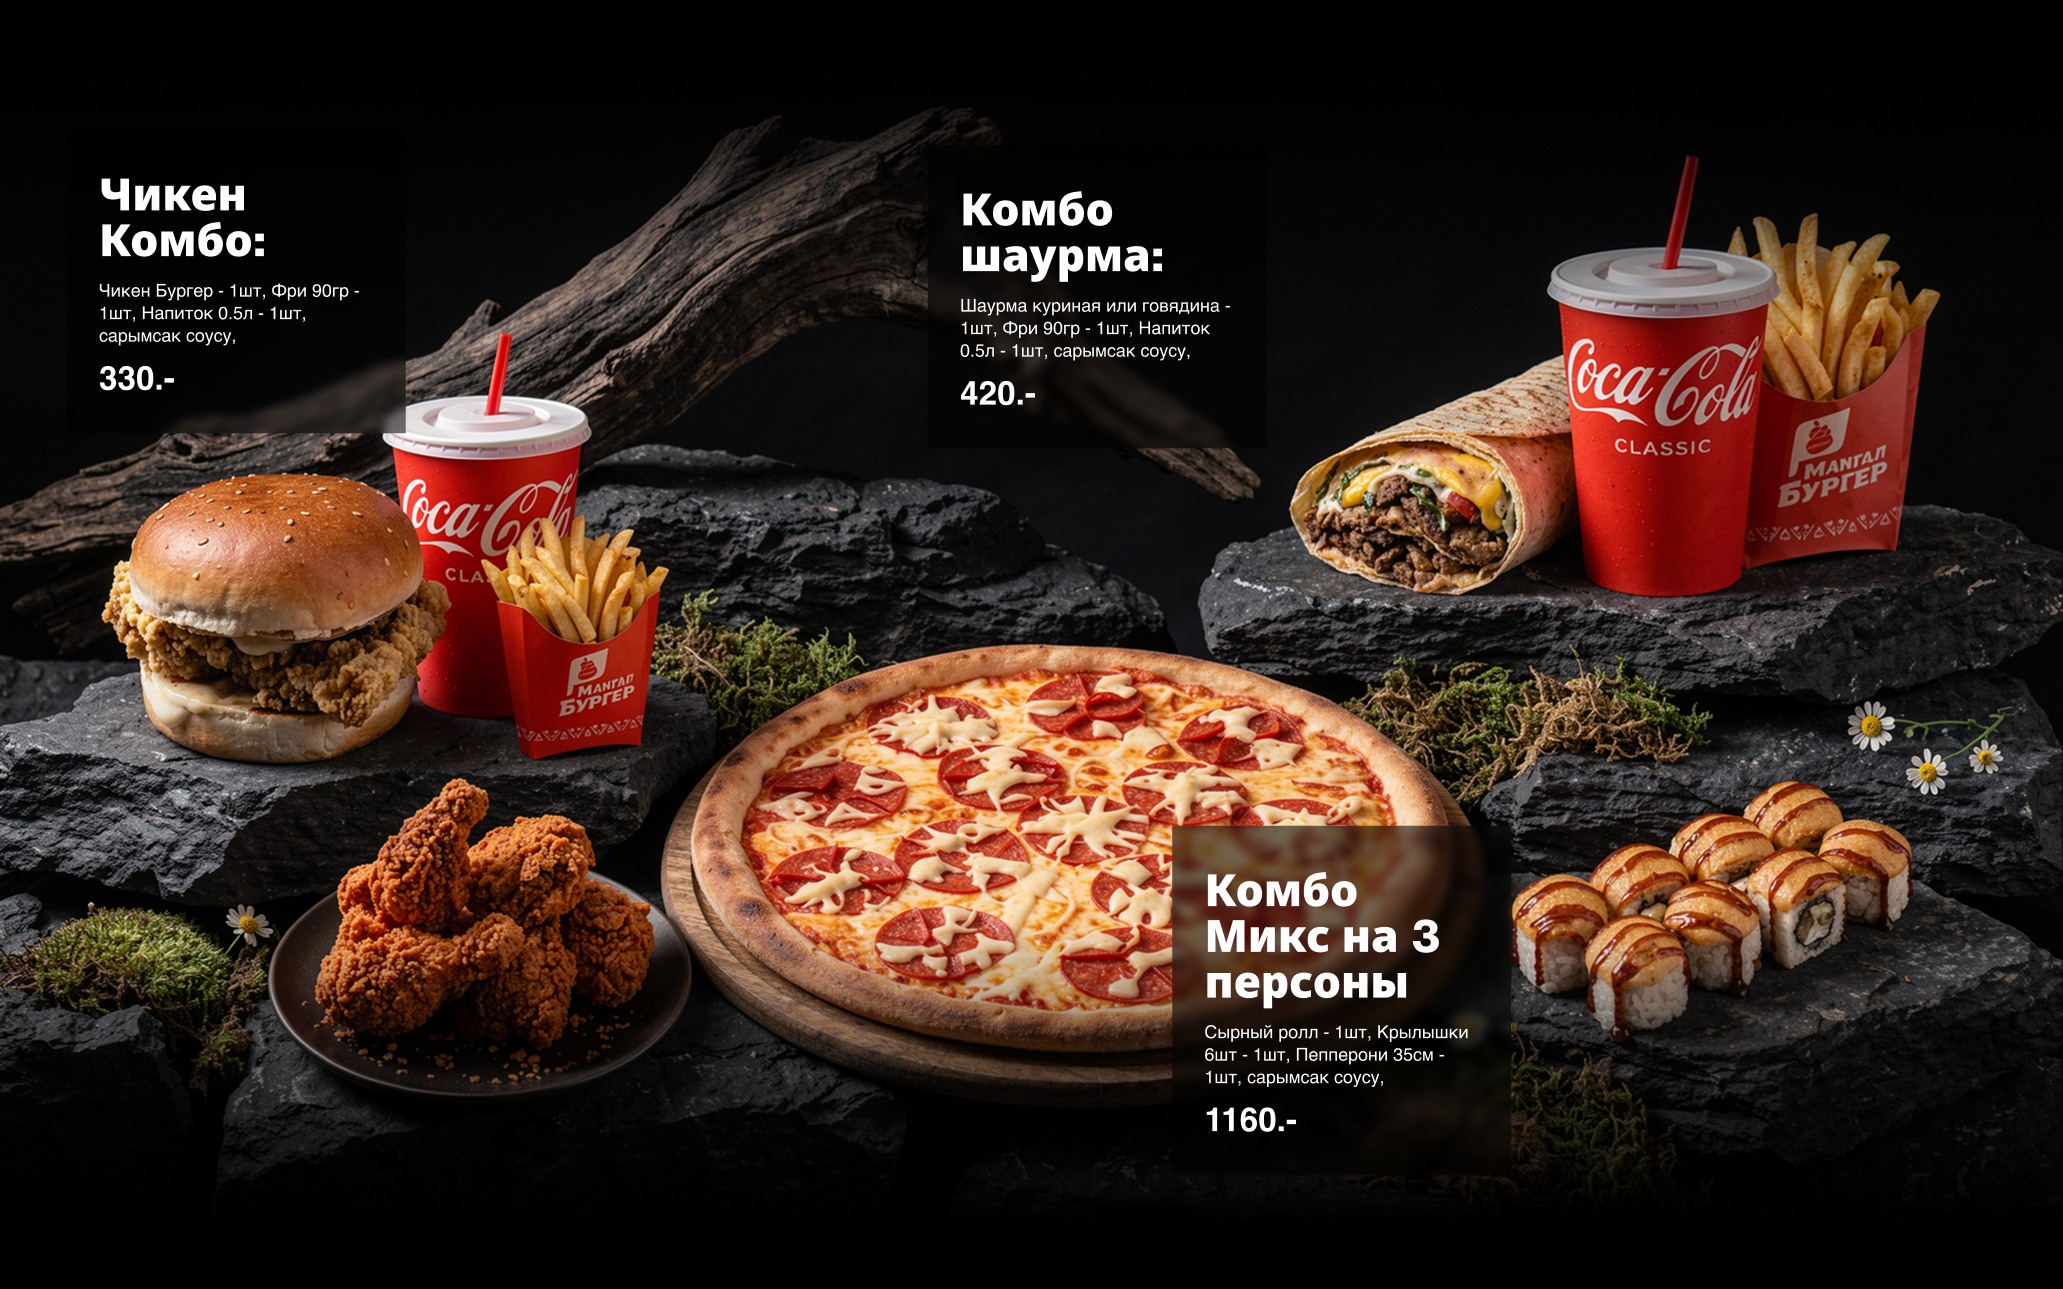 Чикен
Комбо:
Чикен Бургер - 1шт, Фри 90гр -
1шт, Напиток 0.5л - 1шт,
сарымсак соусу,
330.-
Комбо
шаурма:
Шаурма куриная или говядина -
1шт, Фри 90гр - 1шт, Напиток
0.5л - 1шт, сарымсак соусу,
420.-
Coca-Cola
CLASSIC
МАНГАЛ
БУРГЕР
Coca-Co
CLA
МАНГАЛ
БУРГЕР
Комбо
Микс на 3
персоны
Сырный ролл - 1шт, Крылышки
6шт - 1шт, Пепперони 35см -
1шт, сарымсак соусу,
1160.-